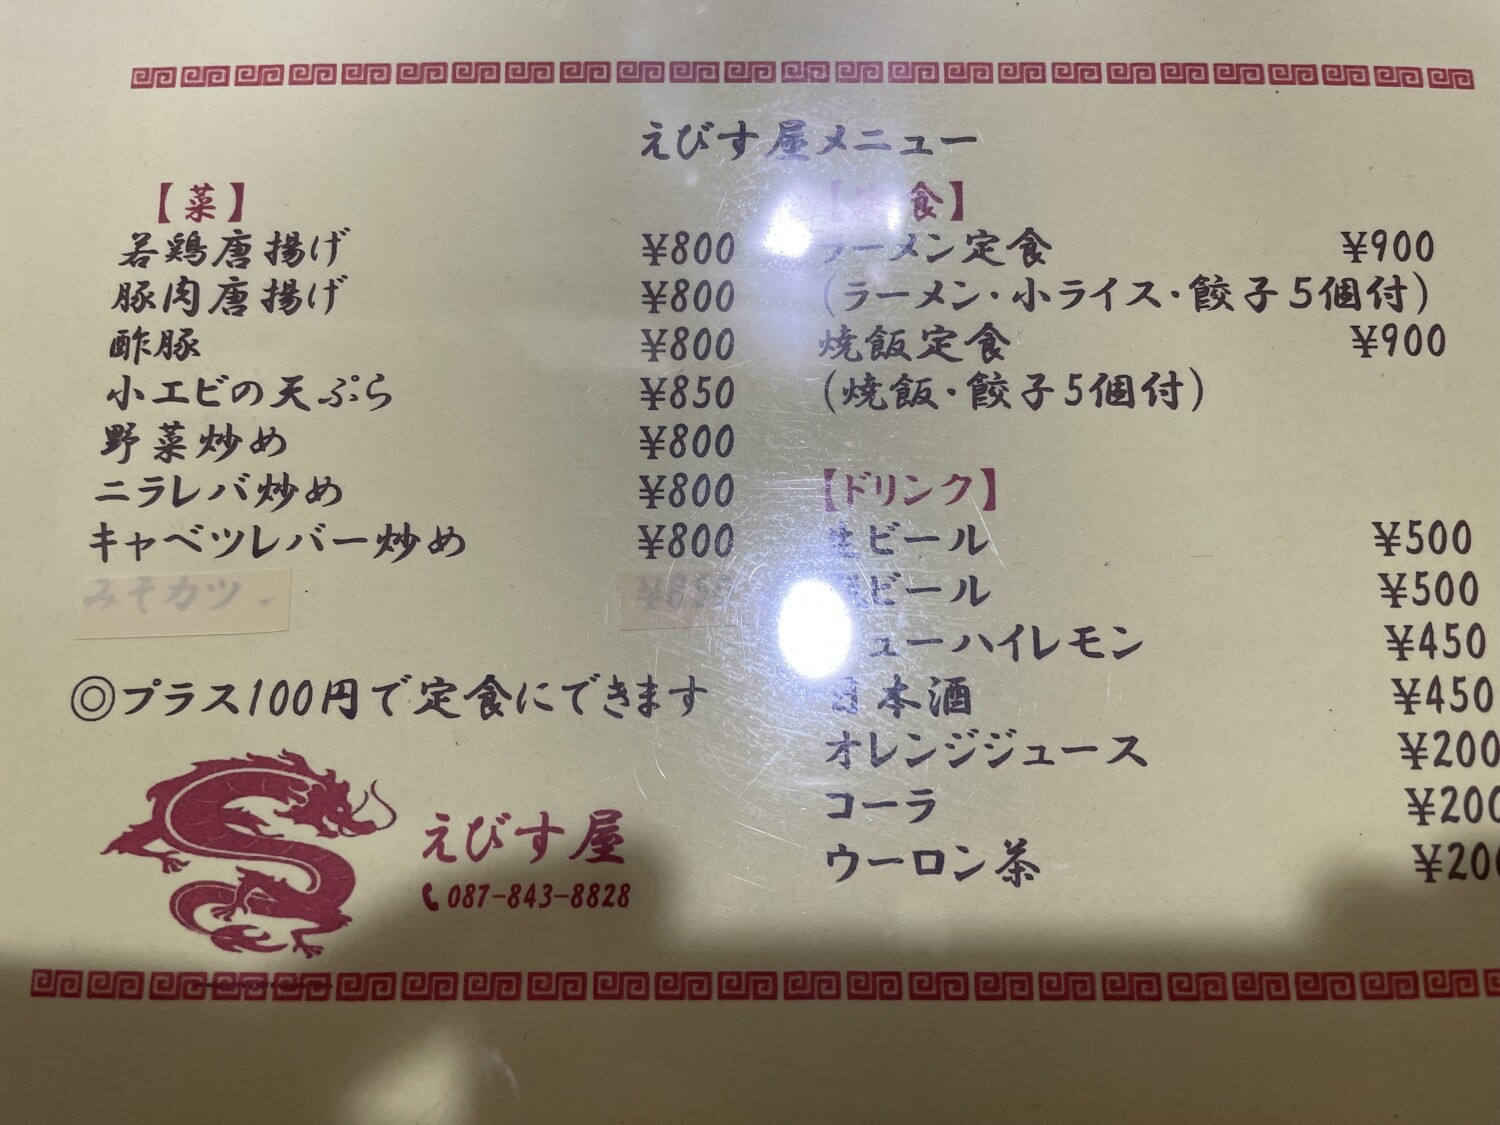 えびす屋メニュー
【菜】
若鶏唐揚げ ¥800
豚肉唐揚げ ¥800
酢豚 ¥800
小エビの天ぷら ¥850
野菜炒め ¥800
ニラレバ炒め ¥800
キャベツレバー炒め ¥800
みそカツ ¥850
◎プラス100円で定食にできます
えびす屋
087-843-8828
食】
ラーメン定食 ¥900
(ラーメン・小ライス・餃子5個付)
焼飯定食 ¥900
(焼飯・餃子5個付)
【ドリンク】
生ビール ¥500
ビール ¥500
ューハイレモン ¥450
日本酒 ¥450
オレンジジュース ¥200
コーラ ¥200
ウーロン茶 ¥200